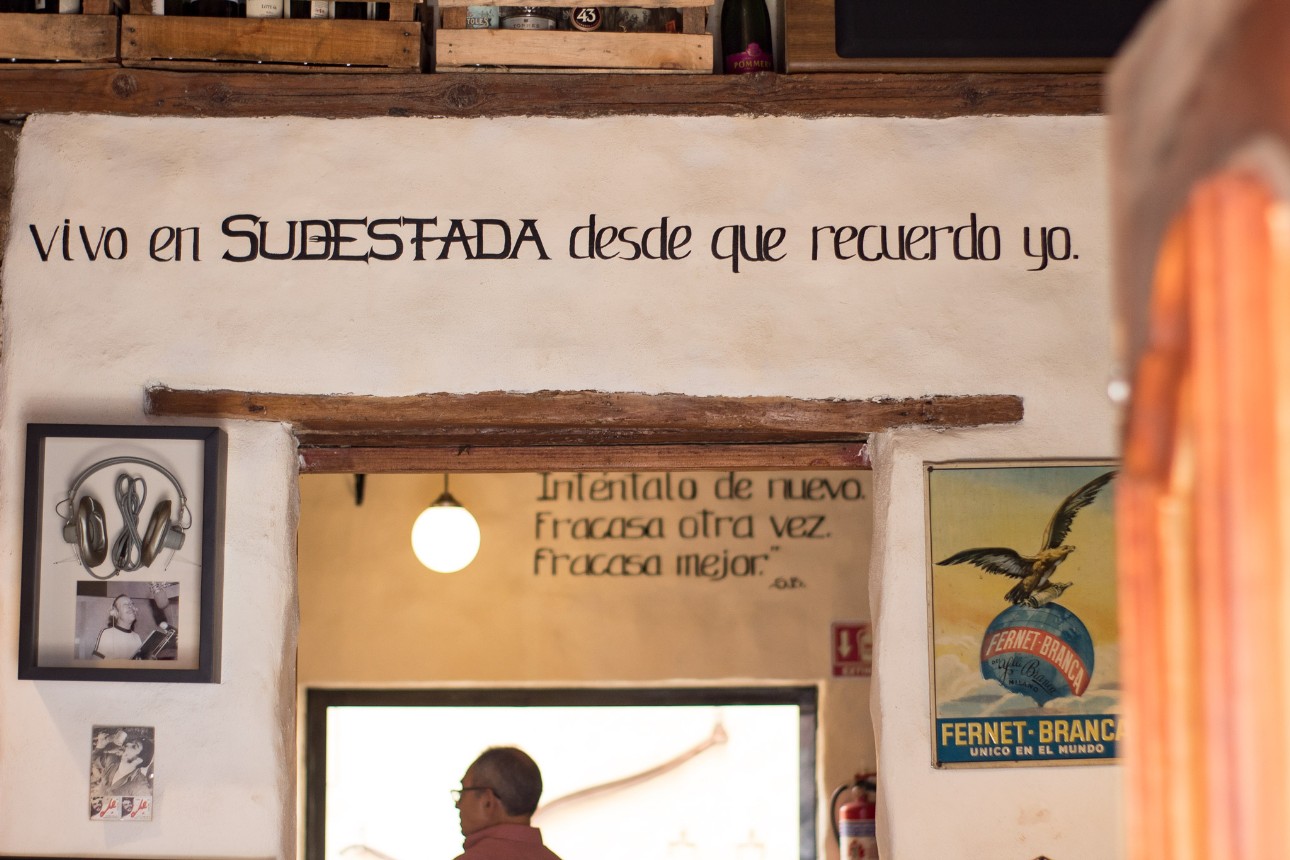 43
POMMERY
vivo en SUDESTADA desde que recuerdo yo.
Inténtalo de nuevo.
Fracasa otra vez.
Fracasa mejor."
FERNET-BRANCA
MILANO
FERNET-BRANCA
UNICO EN EL MUNDO